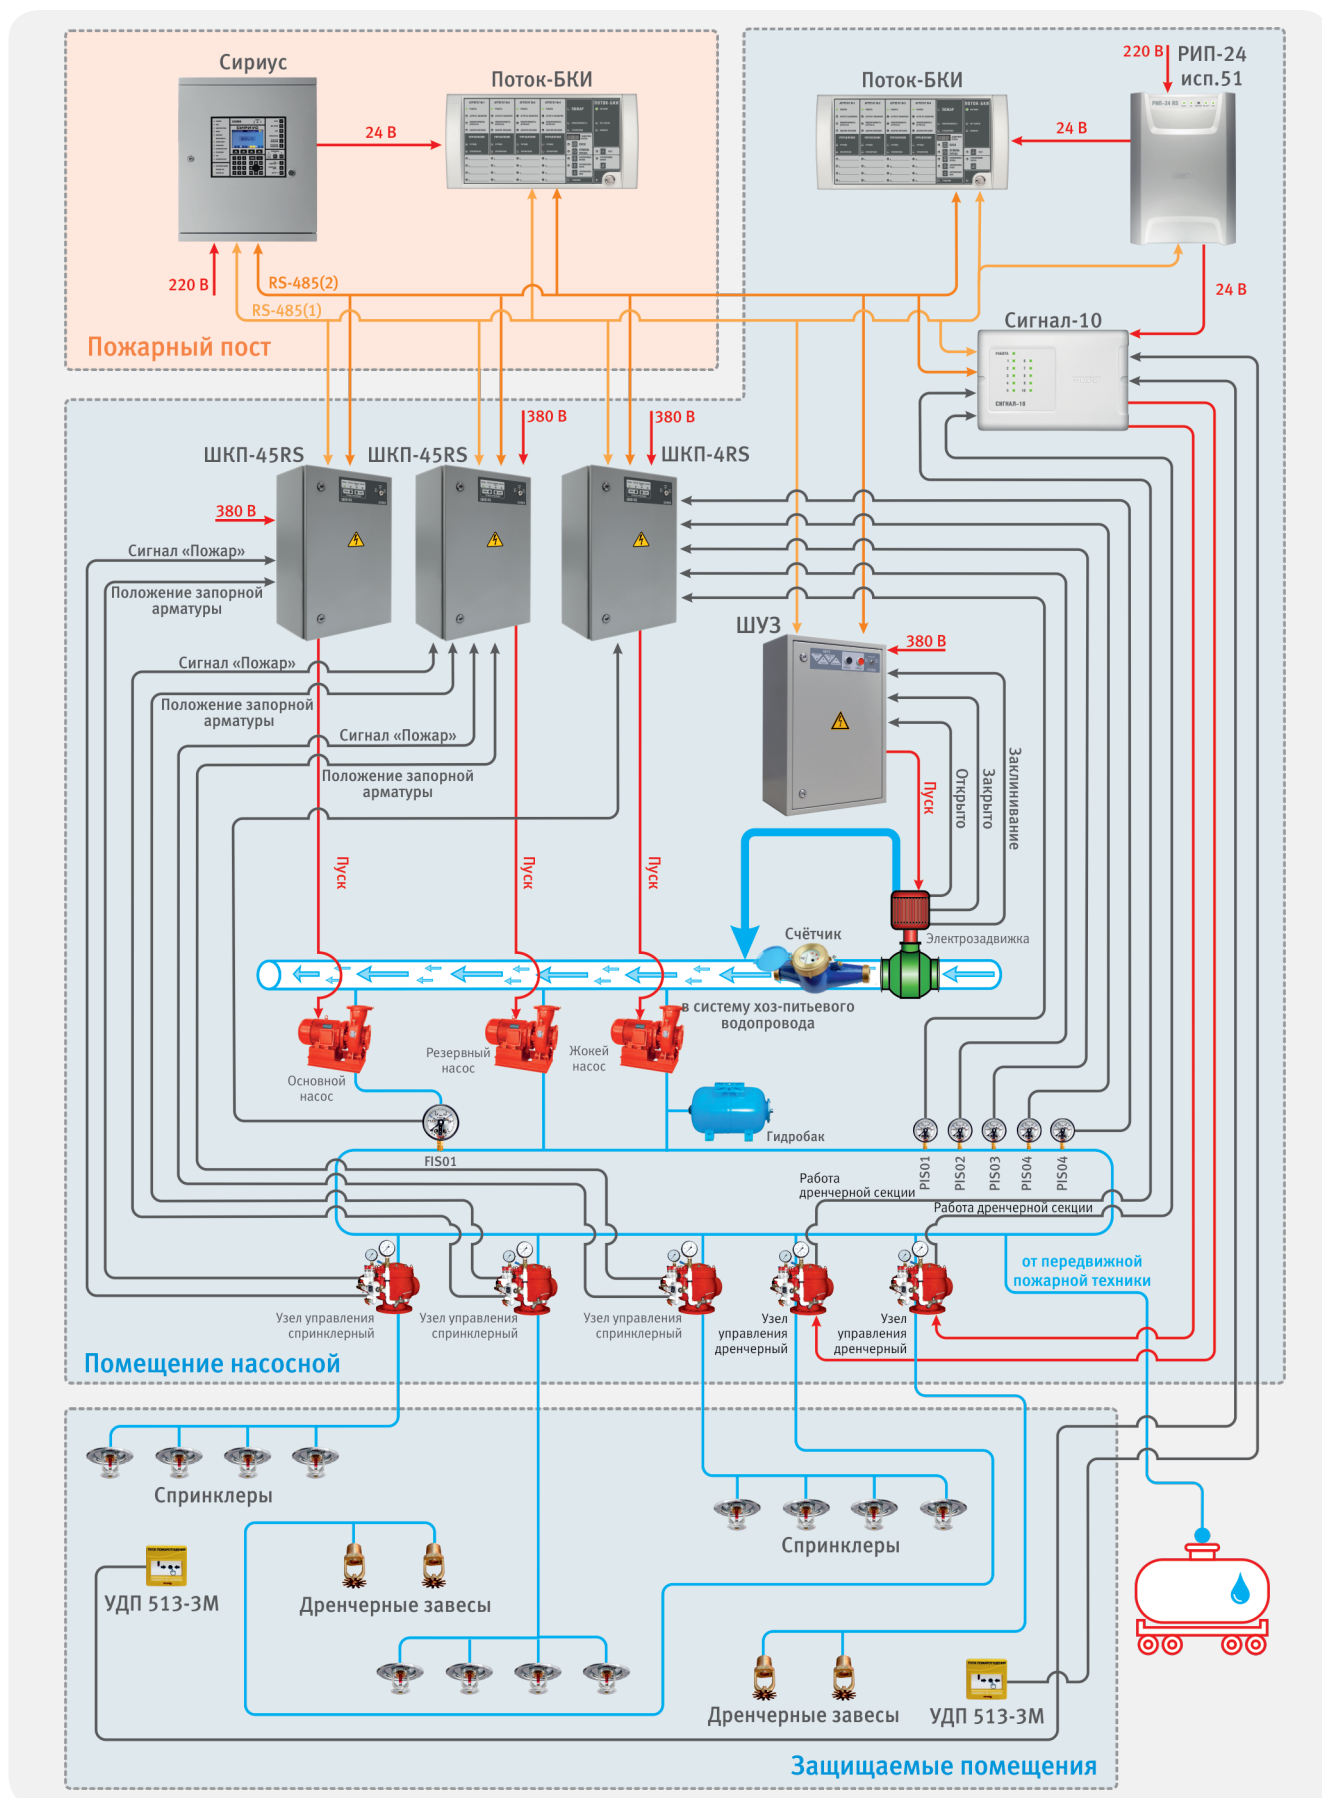 Сириус
Поток-БКИ
Поток-БКИ
220 В
РИП-24
исп.51
24 В
24 В
220 В
RS-485(2)
RS-485(1)
24 В
Пожарный пост
Сигнал-10
СИГНАЛ-10
380 В
380 В
ШКП-45RS
ШКП-45RS
ШКП-4RS
380 В
Сигнал «Пожар»
Положение запорной
арматуры
ШУЗ
380 В
Сигнал «Пожар»
Положение запорной
арматуры
Сигнал «Пожар»
Положение запорной
арматуры
Пуск
Открыто
Закрыто
Заклинивание
Пуск
Пуск
Пуск
Счётчик
Электрозадвижка
в систему хоз-питьевого
водопровода
Основной
насос
Резервный
насос
Жокей
насос
Гидробак
FIS01
PIS01
PIS02
PIS03
PIS04
PIS04
Работа
дренчерной секции
Работа дренчерной секции
от передвижной
пожарной техники
Узел управления
спринклерный
Узел управления
спринклерный
Узел управления
спринклерный
Узел
управления
дренчерный
Узел
управления
дренчерный
Помещение насосной
Спринклеры
Спринклеры
УДП 513-3М
Дренчерные завесы
Дренчерные завесы
УДП 513-3М
Защищаемые помещения